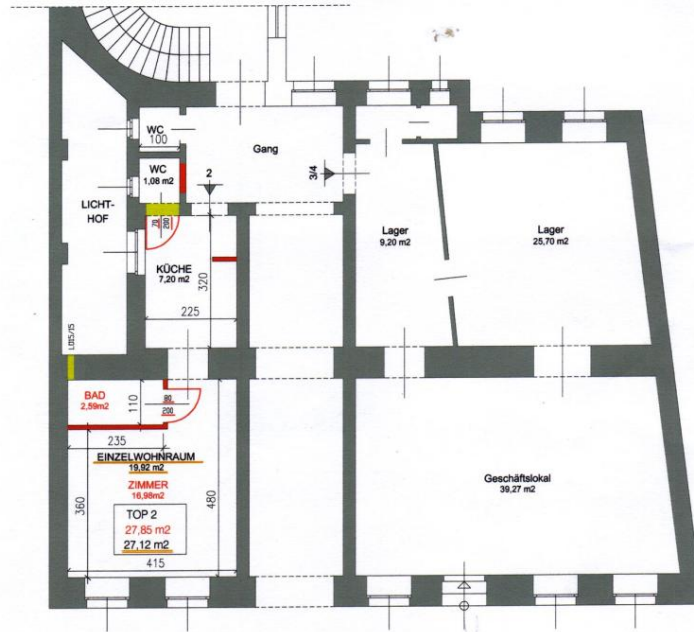 WC
100
Gang
WC
1,08 m2
2
3/4
LICHT-
HOF
70
200
KÜCHE
7,20 m2
320
225
Lager
9,20 m2
Lager
25,70 m2
L015/15
BAD
2,59m2
110
80
200
235
EINZELWOHNRAUM
19,92 m2
ZIMMER
16,98m2
360
480
TOP 2
27,85 m2
27,12 m2
415
Geschäftslokal
39,27 m2